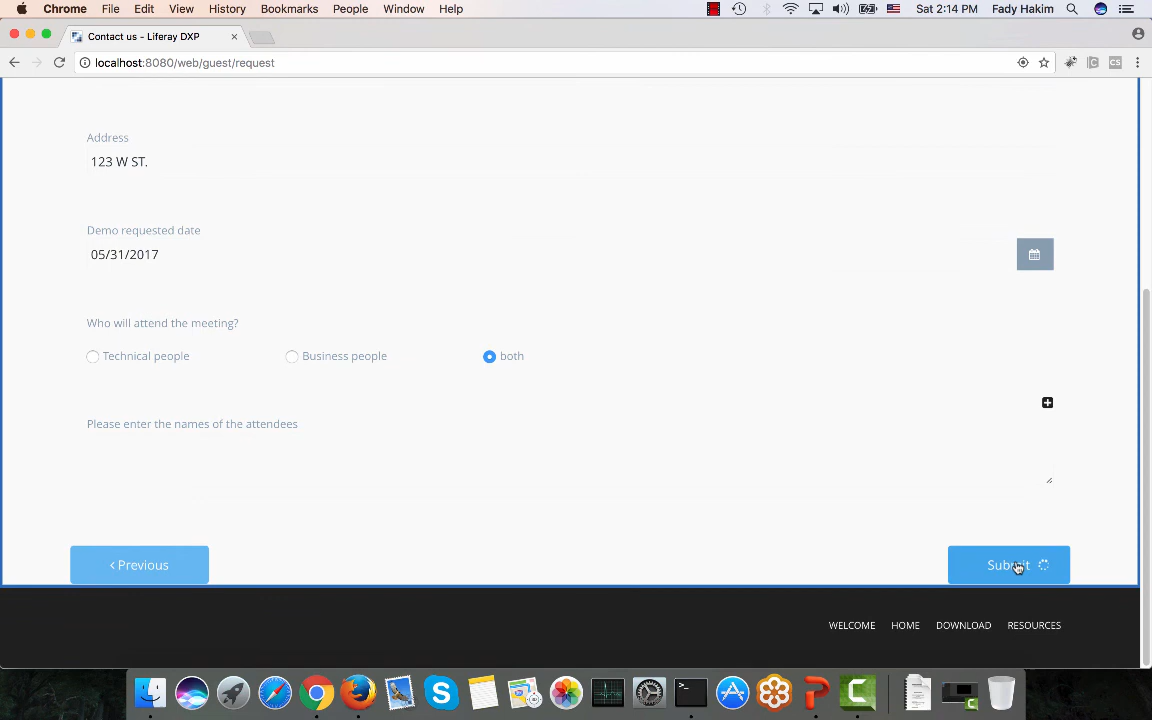 Chrome File Edit View History Bookmarks People Window Help Sat 2:14 PM Fady Hakim
Contact us - Liferay DXP
localhost:8080/web/guest/request
Address
123 W ST.
Demo requested date
05/31/2017
Who will attend the meeting?
Technical people Business people both
Please enter the names of the attendees
Previous Submit
WELCOME HOME DOWNLOAD RESOURCES